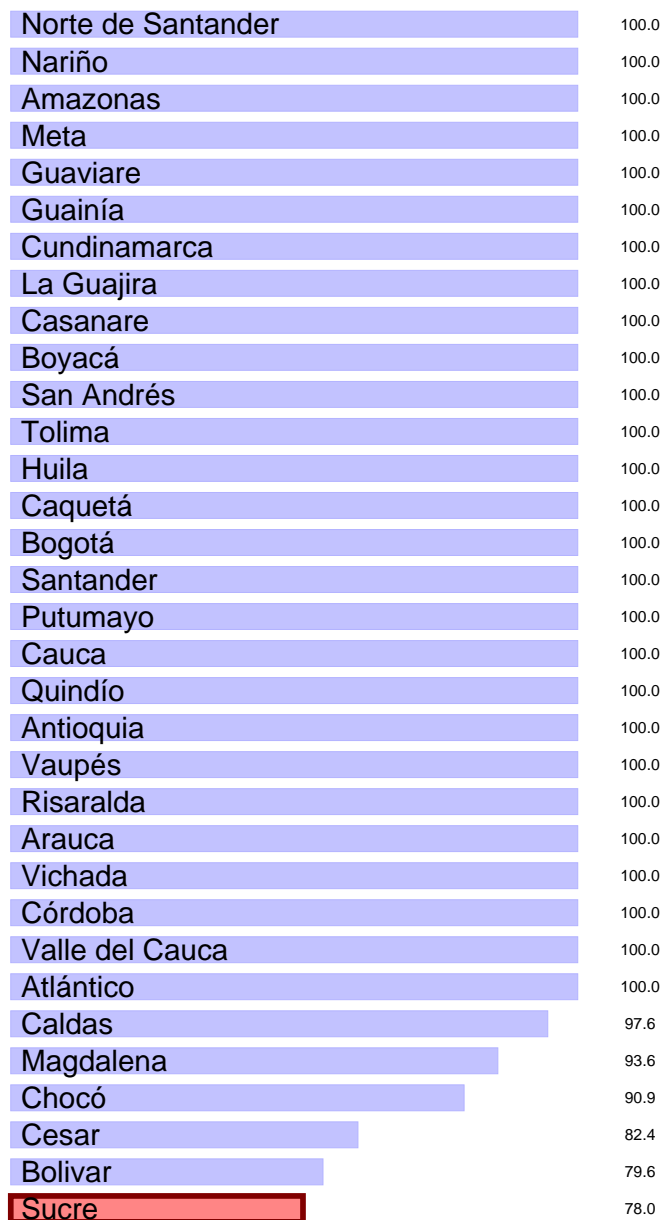 Norte de Santander 100.0
Nariño 100.0
Amazonas 100.0
Meta 100.0
Guaviare 100.0
Guainía 100.0
Cundinamarca 100.0
La Guajira 100.0
Casanare 100.0
Boyacá 100.0
San Andrés 100.0
Tolima 100.0
Huila 100.0
Caquetá 100.0
Bogotá 100.0
Santander 100.0
Putumayo 100.0
Cauca 100.0
Quindío 100.0
Antioquia 100.0
Vaupés 100.0
Risaralda 100.0
Arauca 100.0
Vichada 100.0
Córdoba 100.0
Valle del Cauca 100.0
Atlántico 100.0
Caldas 97.6
Magdalena 93.6
Chocó 90.9
Cesar 82.4
Bolivar 79.6
Sucre 78.0